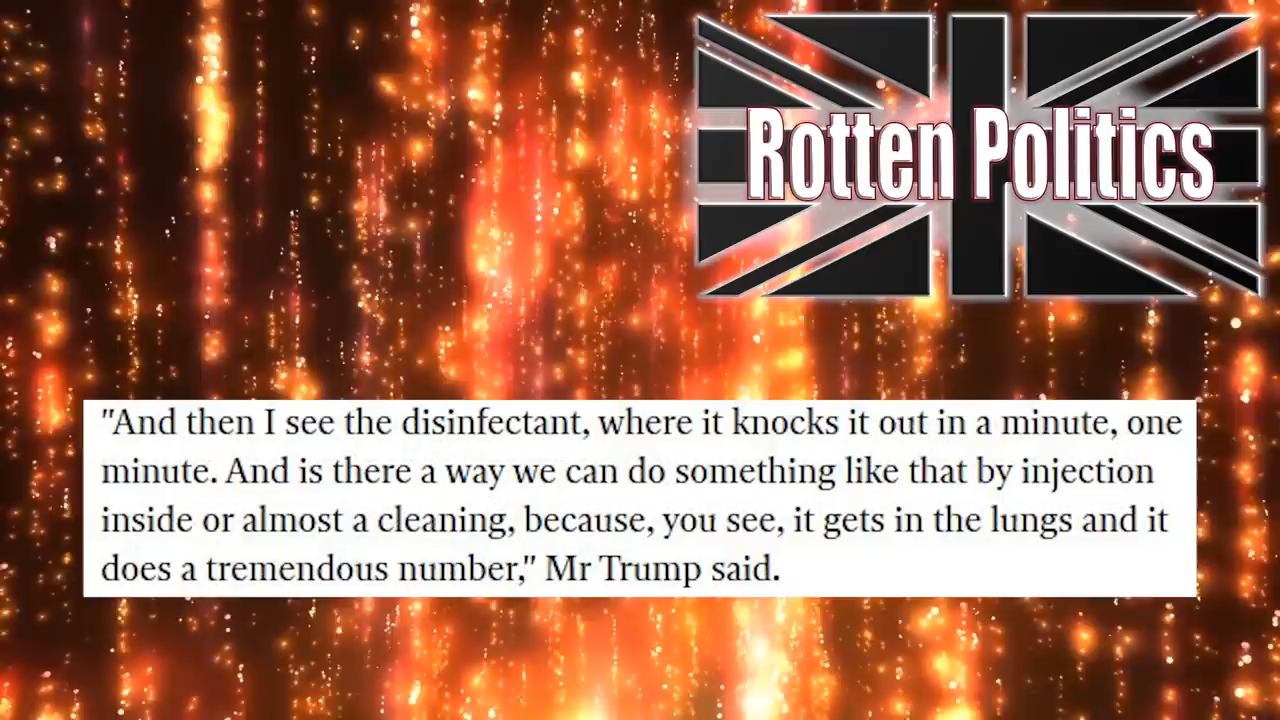 Rotten Politics
"And then I see the disinfectant, where it knocks it out in a minute, one
minute. And is there a way we can do something like that by injection
inside or almost a cleaning, because, you see, it gets in the lungs and it
does a tremendous number," Mr Trump said.